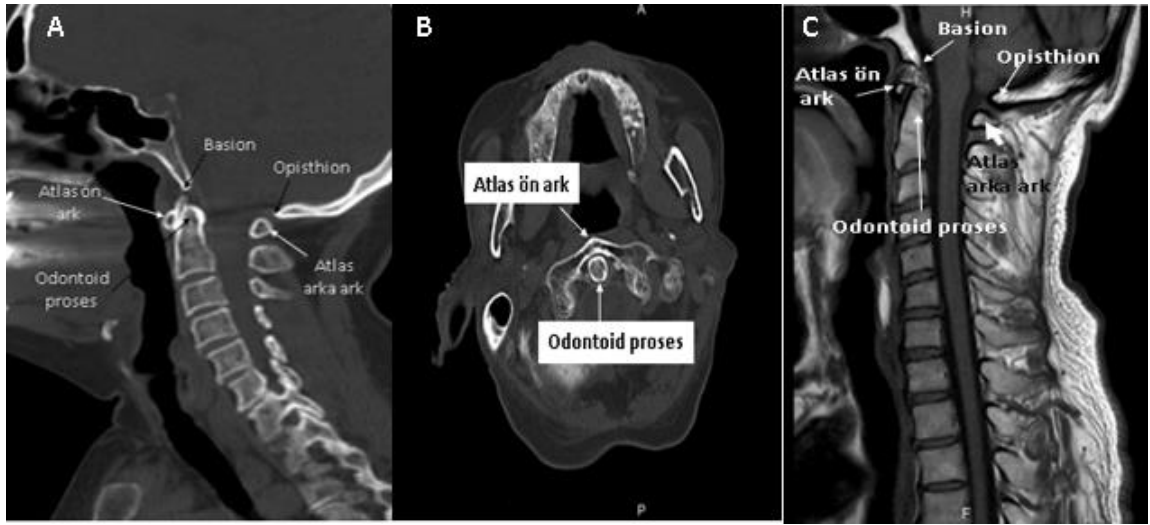 A
Basion
Opisthion
Atlas ön
ark
Odontoid
proses
Atlas
arka ark
B
A
Atlas ön ark
Odontoid proses
P
C
H
Basion
Opisthion
Atlas ön
ark
Atlas
arka ark
Odontoid proses
F